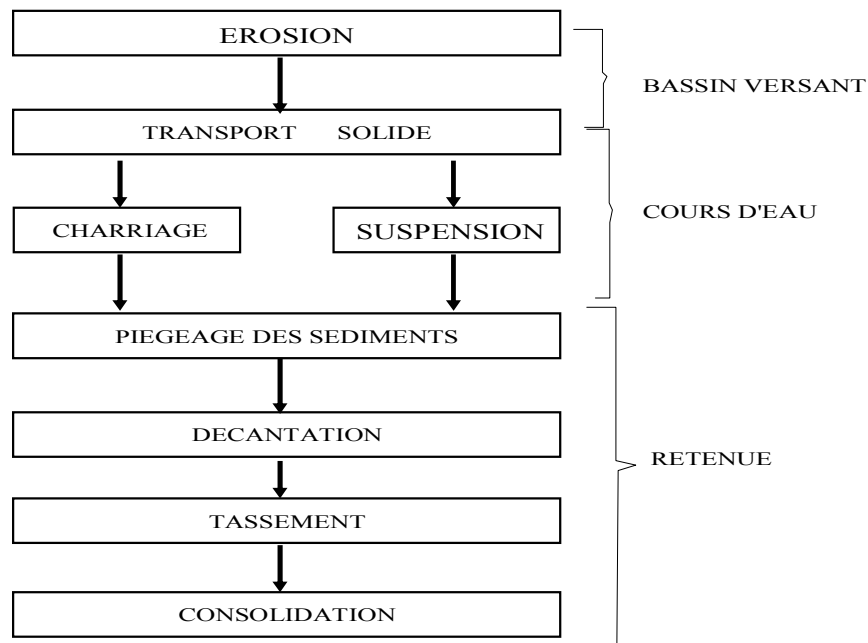 EROSION
BASSIN VERSANT
TRANSPORT SOLIDE
CHARRIAGE
SUSPENSION
COURS D'EAU
PIEGEAGE DES SEDIMENTS
DECANTATION
RETENUE
TASSEMENT
CONSOLIDATION